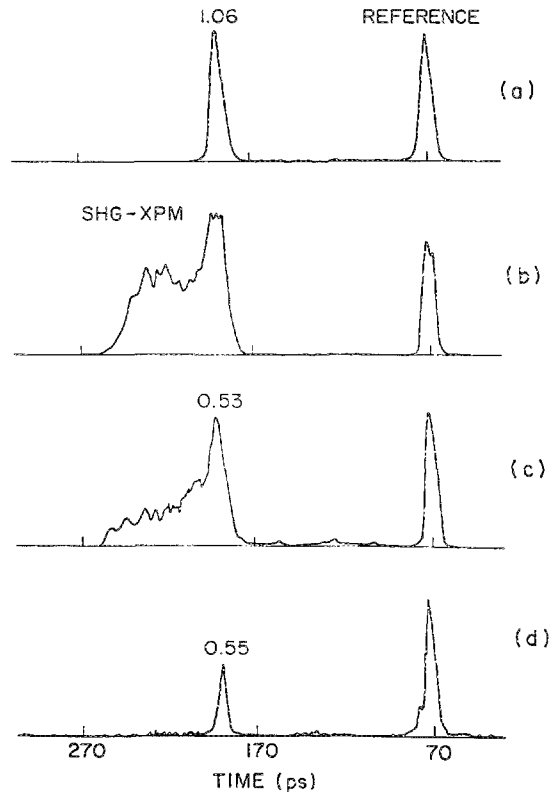 1.06 REFERENCE
(a)
SHG-XPM
(b)
0.53
(c)
0.55
(d)
270 170 70
TIME (ps)